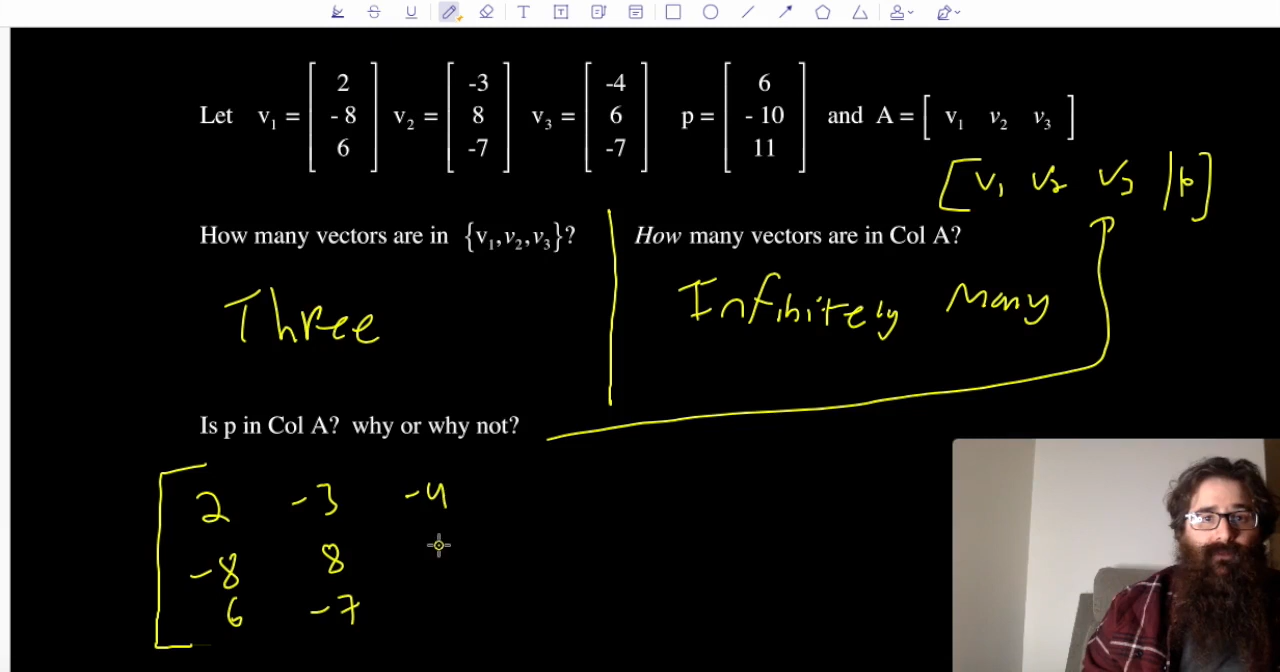 Let v₁ = [ 2 -8 6 ] v₂ = [ -3 8 -7 ] v₃ = [ -4 6 -7 ] p = [ 6 -10 11 ] and A = [ v₁ v₂ v₃ ]
[ v₁ v₂ v₃ | p ]
How many vectors are in {v₁,v₂,v₃}?
Three
How many vectors are in Col A?
Infinitely Many
Is p in Col A? why or why not?
2 -3 -4
-8 8
6 -7